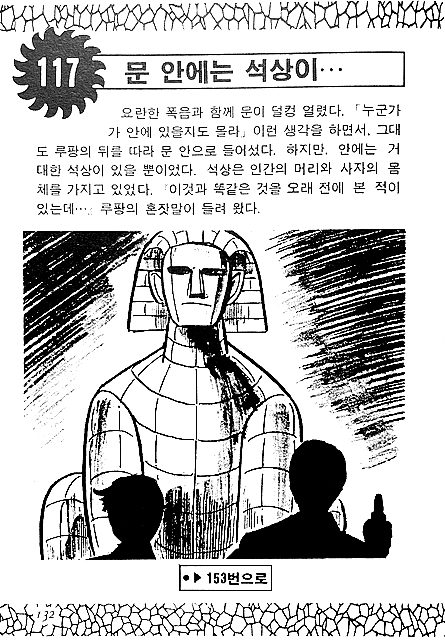 117
문 안에는 석상이…
요란한 폭음과 함께 문이 덜컹 열렸다. 「누군가
가 안에 있을지도 몰라」 이런 생각을 하면서, 그대
도 루팡의 뒤를 따라 문 안으로 들어섰다. 하지만, 안에는 거
대한 석상이 있을 뿐이었다. 석상은 인간의 머리와 사자의 몸
체를 가지고 있었다. 「이것과 똑같은 것을 오래 전에 본 적이
있는데…」 루팡의 혼잣말이 들려 왔다.
●▶153번으로
132